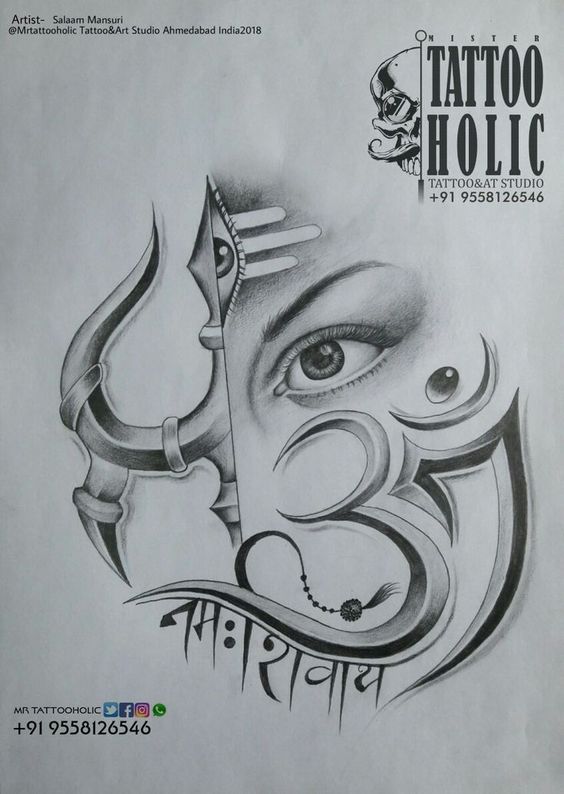 Artist- Salaam Mansuri
@Mrtattooholic Tattoo&Art Studio Ahmedabad India2018
MISTER
TATTOO
HOLIC
TATTOO&AT STUDIO
+91 9558126546
ॐ
नमः शिवाय
MR TATTOOHOLIC
+91 9558126546